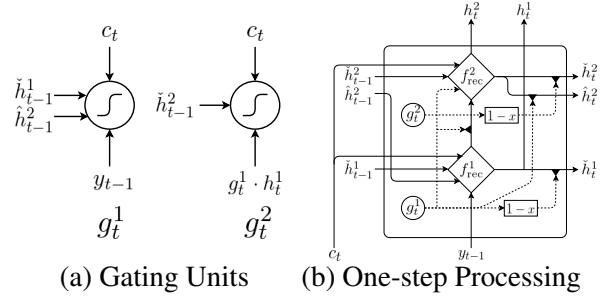 c_t
ȟ^1_{t−1}
ĥ^2_{t−1}
y_{t−1}
g^1_t
c_t
ȟ^2_{t−1}
g^1_t · h^1_t
g^2_t
(a) Gating Units
h^2_t h^1_t
ȟ^2_{t−1} f^2_rec ȟ^2_t
ĥ^2_{t−1} ĥ^2_t
g^2_t 1 − x
ȟ^1_{t−1} f^1_rec ȟ^1_t
g^1_t 1 − x
c_t y_{t−1}
(b) One-step Processing